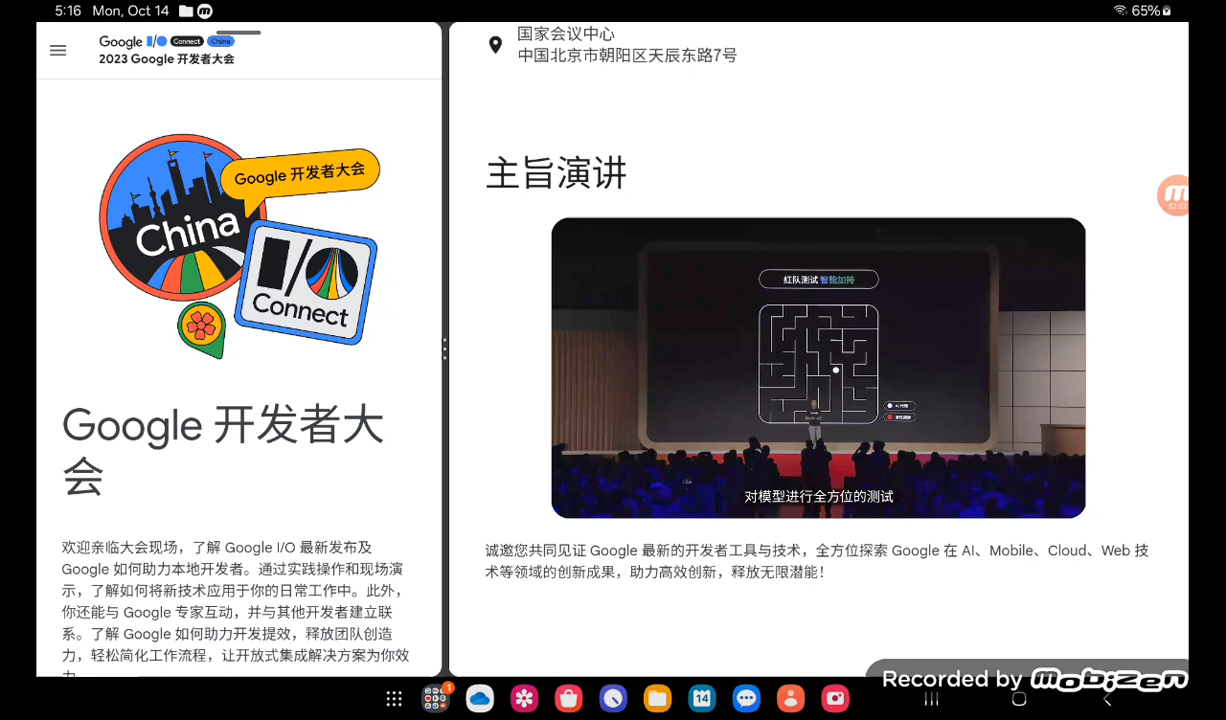 5:16 Mon, Oct 14
65%
Google I/O Connect China
2023 Google 开发者大会
Google 开发者大会
China
I/O
Connect
Google 开发者大
会
欢迎亲临大会现场，了解 Google I/O 最新发布及
Google 如何助力本地开发者。通过实践操作和现场演
示，了解如何将新技术应用于你的日常工作中。此外，
你还能与 Google 专家互动，并与其他开发者建立联
系。了解 Google 如何助力开发提效，释放团队创造
力，轻松简化工作流程，让开放式集成解决方案为你效
力。
国家会议中心
中国北京市朝阳区天辰东路7号
主旨演讲
红队测试 智能加持
对模型进行全方位的测试
诚邀您共同见证 Google 最新的开发者工具与技术，全方位探索 Google 在 AI、Mobile、Cloud、Web 技
术等领域的创新成果，助力高效创新，释放无限潜能！
1
14
Recorded by mobizen